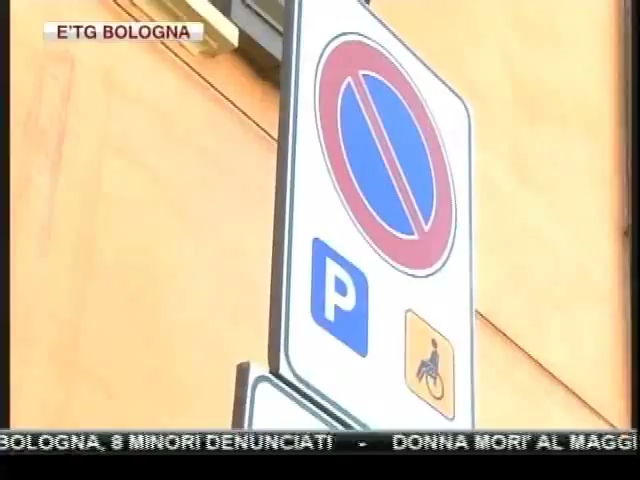 E'TG BOLOGNA
P
BOLOGNA, 8 MINORI DENUNCIATI - DONNA MORI' AL MAGGI